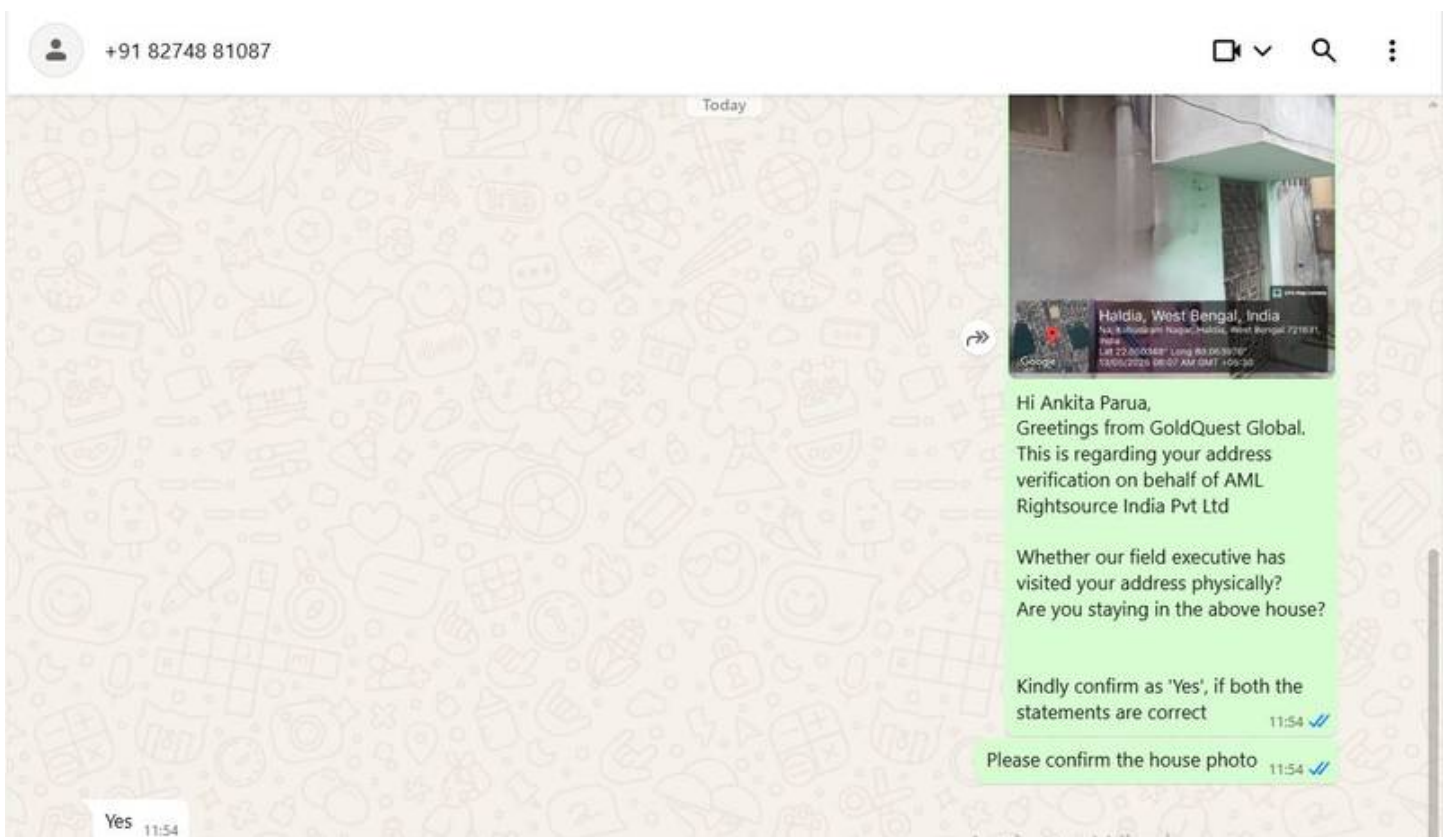 +91 82748 81087
Today
Haldia, West Bengal, India
India
Google
Hi Ankita Parua,
Greetings from GoldQuest Global.
This is regarding your address
verification on behalf of AML
Rightsource India Pvt Ltd
Whether our field executive has
visited your address physically?
Are you staying in the above house?
Kindly confirm as 'Yes', if both the
statements are correct
11:54
Please confirm the house photo 11:54
Yes 11:54